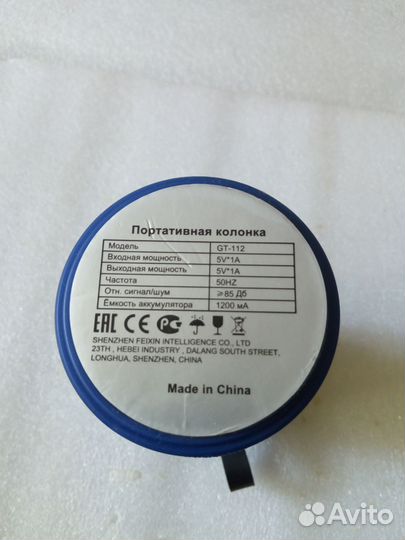 Портативная колонка
Модель GT-112
Входная мощность 5V*1A
Выходная мощность 5V*1A
Частота 50HZ
Отн. сигнал/шум ≥85 Дб
Ёмкость аккумулятора 1200 мА
EAC CE
SHENZHEN FEIXIN INTELLIGENCE CO., LTD
23TH , HEBEI INDUSTRY , DALANG SOUTH STREET,
LONGHUA, SHENZHEN, CHINA
Made in China
Avito